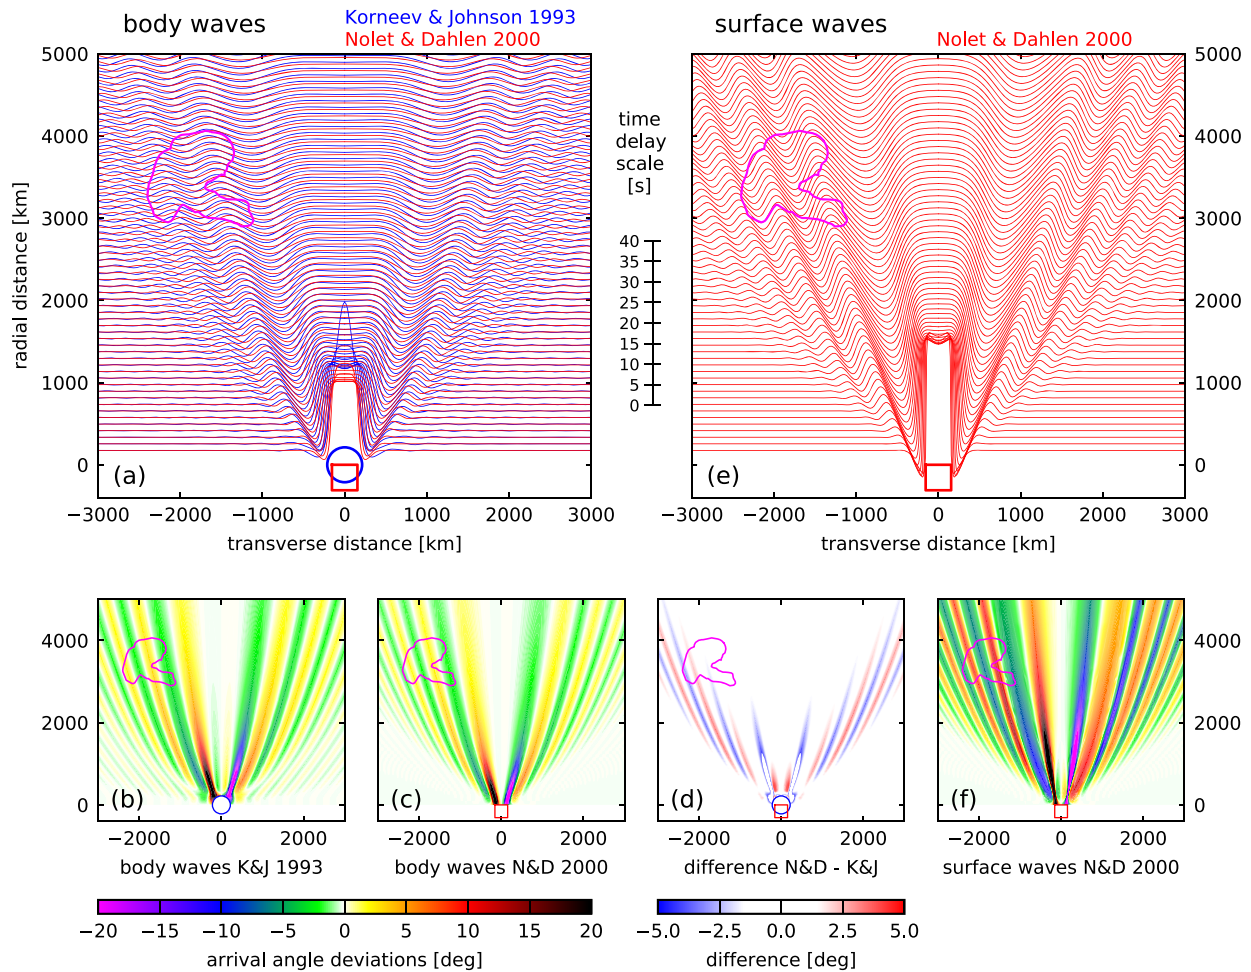 body waves
Korneev & Johnson 1993
Nolet & Dahlen 2000
surface waves
Nolet & Dahlen 2000
5000
4000
3000
2000
1000
0
radial distance [km]
(a)
−3000 −2000 −1000 0 1000 2000 3000
transverse distance [km]
time
delay
scale
[s]
40
35
30
25
20
15
10
5
0
5000
4000
3000
2000
1000
0
(e)
−3000 −2000 −1000 0 1000 2000 3000
transverse distance [km]
4000
2000
0
(b)
−2000 0 2000
body waves K&J 1993
(c)
−2000 0 2000
body waves N&D 2000
(d)
−2000 0 2000
difference N&D - K&J
(f)
4000
2000
0
−2000 0 2000
surface waves N&D 2000
−20 −15 −10 −5 0 5 10 15 20
arrival angle deviations [deg]
−5.0 −2.5 0.0 2.5 5.0
difference [deg]